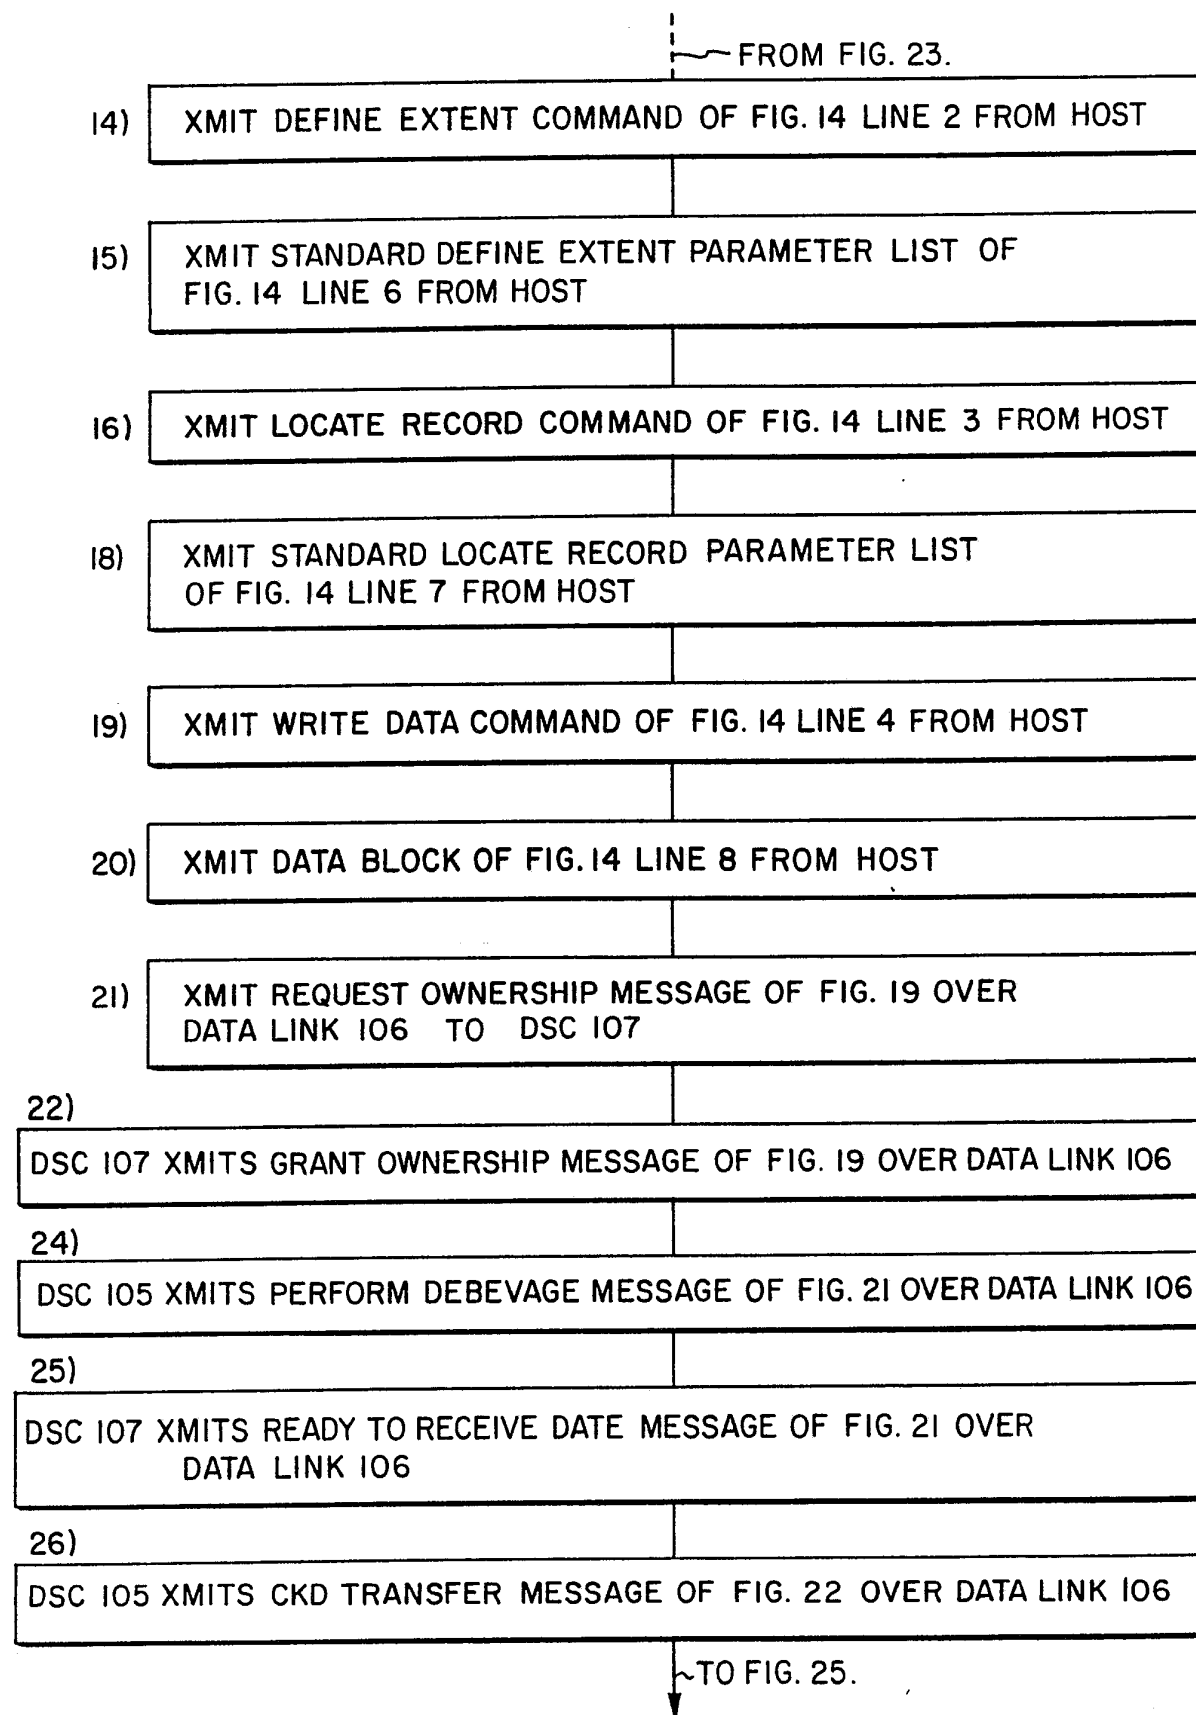 FROM FIG. 23.
14) XMIT DEFINE EXTENT COMMAND OF FIG. 14 LINE 2 FROM HOST
15) XMIT STANDARD DEFINE EXTENT PARAMETER LIST OF
FIG. 14 LINE 6 FROM HOST
16) XMIT LOCATE RECORD COMMAND OF FIG. 14 LINE 3 FROM HOST
18) XMIT STANDARD LOCATE RECORD PARAMETER LIST
OF FIG. 14 LINE 7 FROM HOST
19) XMIT WRITE DATA COMMAND OF FIG. 14 LINE 4 FROM HOST
20) XMIT DATA BLOCK OF FIG. 14 LINE 8 FROM HOST
21) XMIT REQUEST OWNERSHIP MESSAGE OF FIG. 19 OVER
DATA LINK 106 TO DSC 107
22)
DSC 107 XMITS GRANT OWNERSHIP MESSAGE OF FIG. 19 OVER DATA LINK 106
24)
DSC 105 XMITS PERFORM DEBEVAGE MESSAGE OF FIG. 21 OVER DATA LINK 106
25)
DSC 107 XMITS READY TO RECEIVE DATE MESSAGE OF FIG. 21 OVER
DATA LINK 106
26)
DSC 105 XMITS CKD TRANSFER MESSAGE OF FIG. 22 OVER DATA LINK 106
TO FIG. 25.